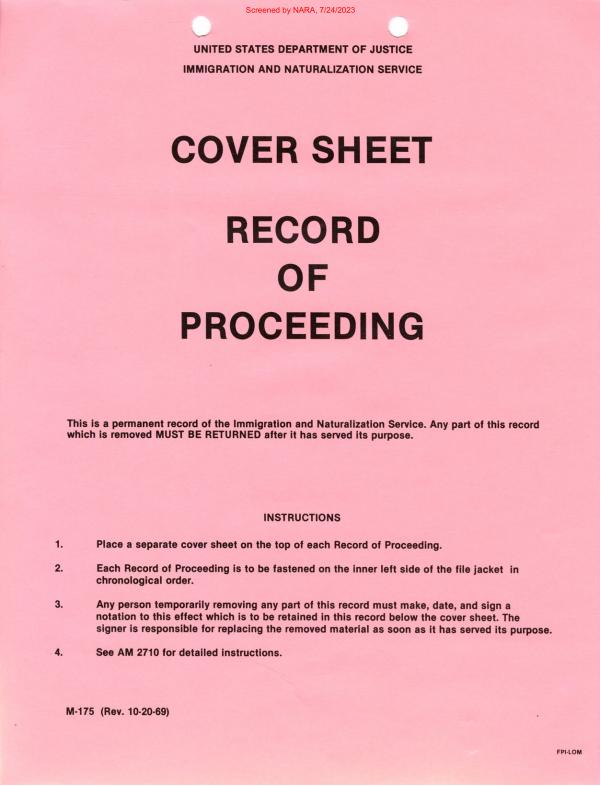 Screened by NARA, 7/24/2023
UNITED STATES DEPARTMENT OF JUSTICE
IMMIGRATION AND NATURALIZATION SERVICE
COVER SHEET
RECORD
OF
PROCEEDING
This is a permanent record of the Immigration and Naturalization Service. Any part of this record
which is removed MUST BE RETURNED after it has served its purpose.
INSTRUCTIONS
1. Place a separate cover sheet on the top of each Record of Proceeding.
2. Each Record of Proceeding is to be fastened on the inner left side of the file jacket in
chronological order.
3. Any person temporarily removing any part of this record must make, date, and sign a
notation to this effect which is to be retained in this record below the cover sheet. The
signer is responsible for replacing the removed material as soon as it has served its purpose.
4. See AM 2710 for detailed instructions.
M-175 (Rev. 10-20-69)
FPI-LOM